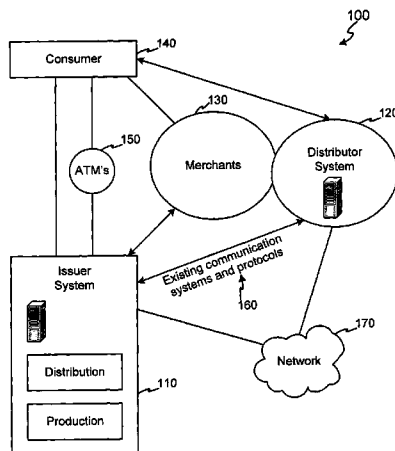 100
Consumer
140
130
120
150
ATM's
Merchants
Distributor
System
Issuer
System
Existing communication
systems and protocols
160
170
Network
Distribution
110
Production